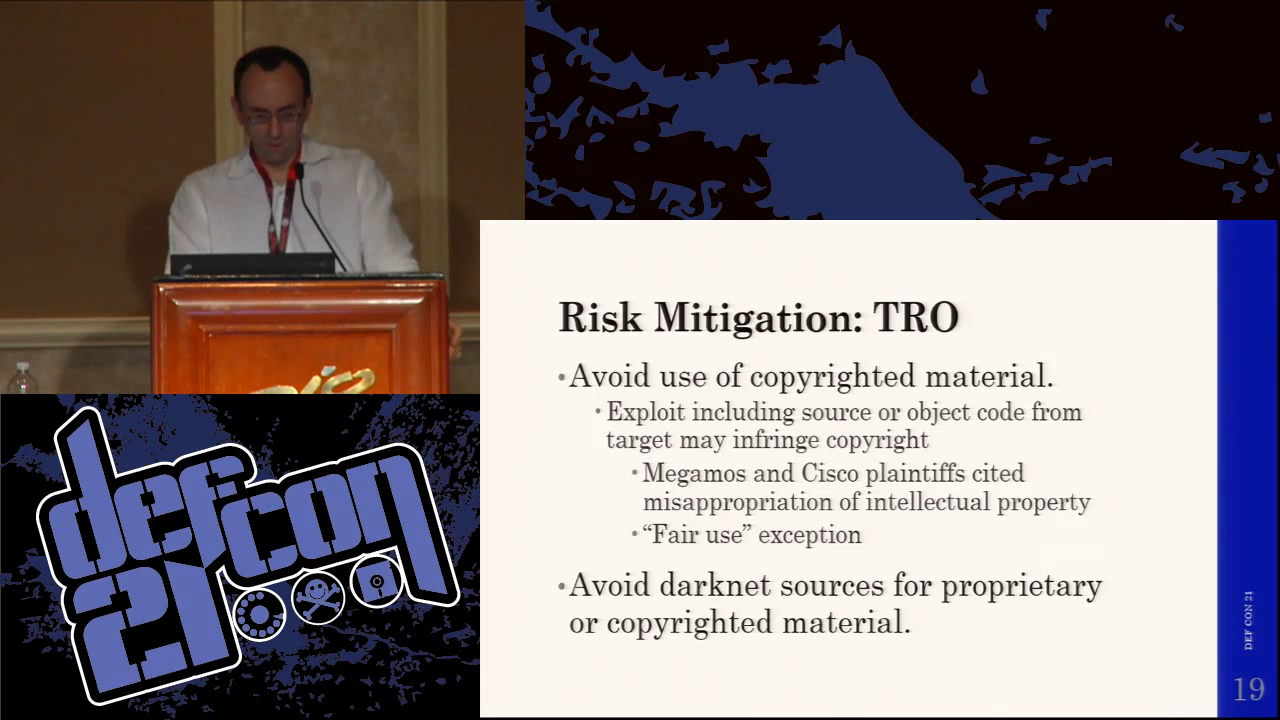 Risk Mitigation: TRO
•Avoid use of copyrighted material.
•Exploit including source or object code from
target may infringe copyright
•Megamos and Cisco plaintiffs cited
misappropriation of intellectual property
•“Fair use” exception
•Avoid darknet sources for proprietary
or copyrighted material.
DEF CON 21
19
defcon
21